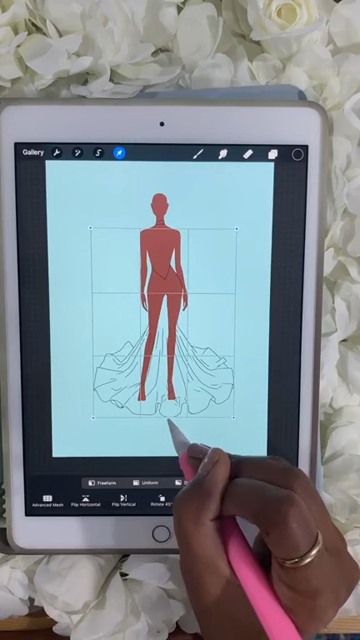 Gallery
Freeform Uniform
Advanced Mesh Flip Horizontal Flip Vertical Rotate 45°